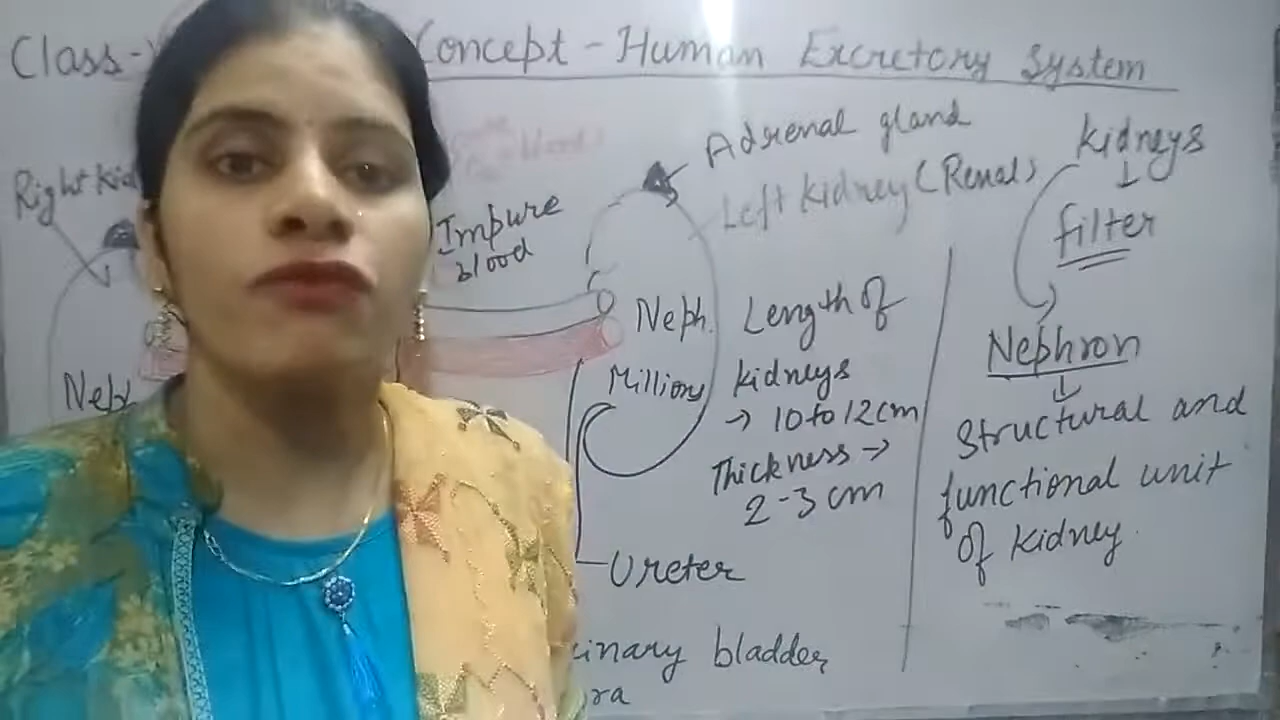 Class- Concept - Human Excretory System
Adrenal gland
Left kidney (Renal)
Right Kid
Impure
blood
Neph.
Millions
Neph
Length of
kidneys
→ 10 to 12 cm
Thickness →
2-3 cm
Ureter
inary bladder
ra
kidneys
↓
filter
Nephron
↓
Structural and
functional unit
of kidney.